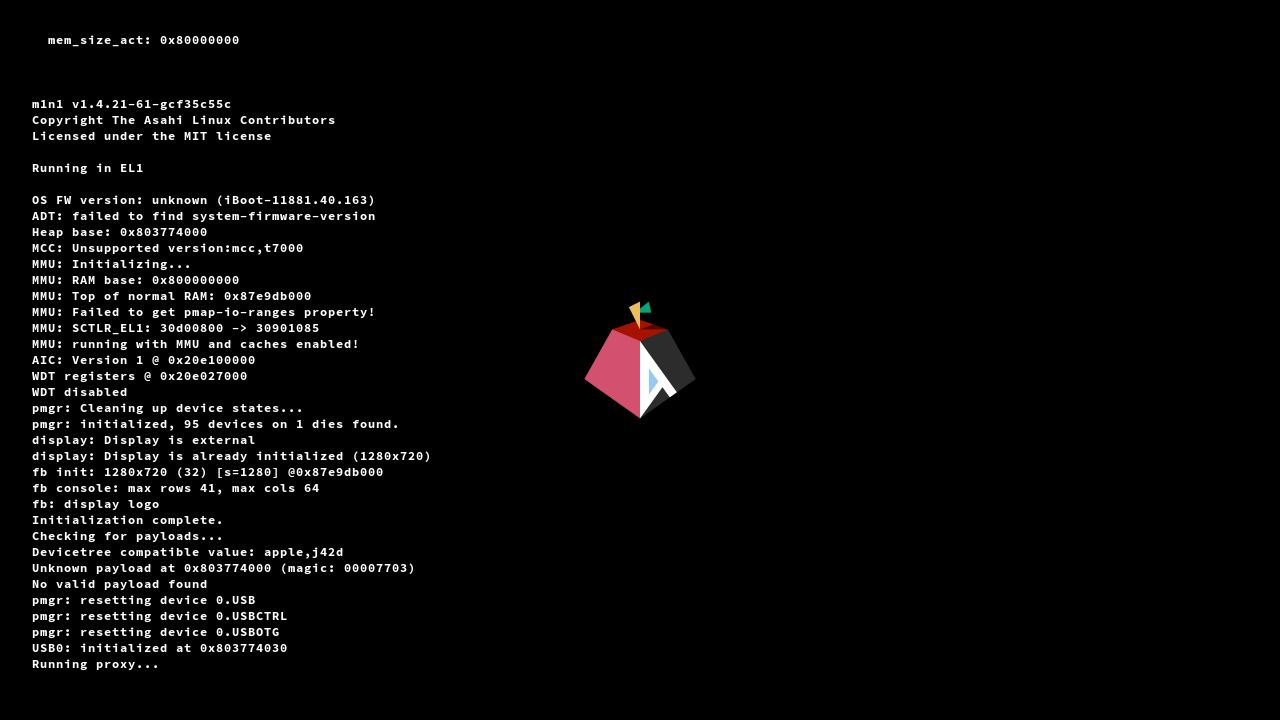 mem_size_act: 0x80000000
m1n1 v1.4.21-61-gcf35c55c
Copyright The Asahi Linux Contributors
Licensed under the MIT license
Running in EL1
OS FW version: unknown (iBoot-11881.40.163)
ADT: failed to find system-firmware-version
Heap base: 0x803774000
MCC: Unsupported version:mcc,t7000
MMU: Initializing...
MMU: RAM base: 0x800000000
MMU: Top of normal RAM: 0x87e9db000
MMU: Failed to get pmap-io-ranges property!
MMU: SCTLR_EL1: 30d00800 -> 30901085
MMU: running with MMU and caches enabled!
AIC: Version 1 @ 0x20e100000
WDT registers @ 0x20e027000
WDT disabled
pmgr: Cleaning up device states...
pmgr: initialized, 95 devices on 1 dies found.
display: Display is external
display: Display is already initialized (1280x720)
fb init: 1280x720 (32) [s=1280] @0x87e9db000
fb console: max rows 41, max cols 64
fb: display logo
Initialization complete.
Checking for payloads...
Devicetree compatible value: apple,j42d
Unknown payload at 0x803774000 (magic: 00007703)
No valid payload found
pmgr: resetting device 0.USB
pmgr: resetting device 0.USBCTRL
pmgr: resetting device 0.USBOTG
USB0: initialized at 0x803774030
Running proxy...